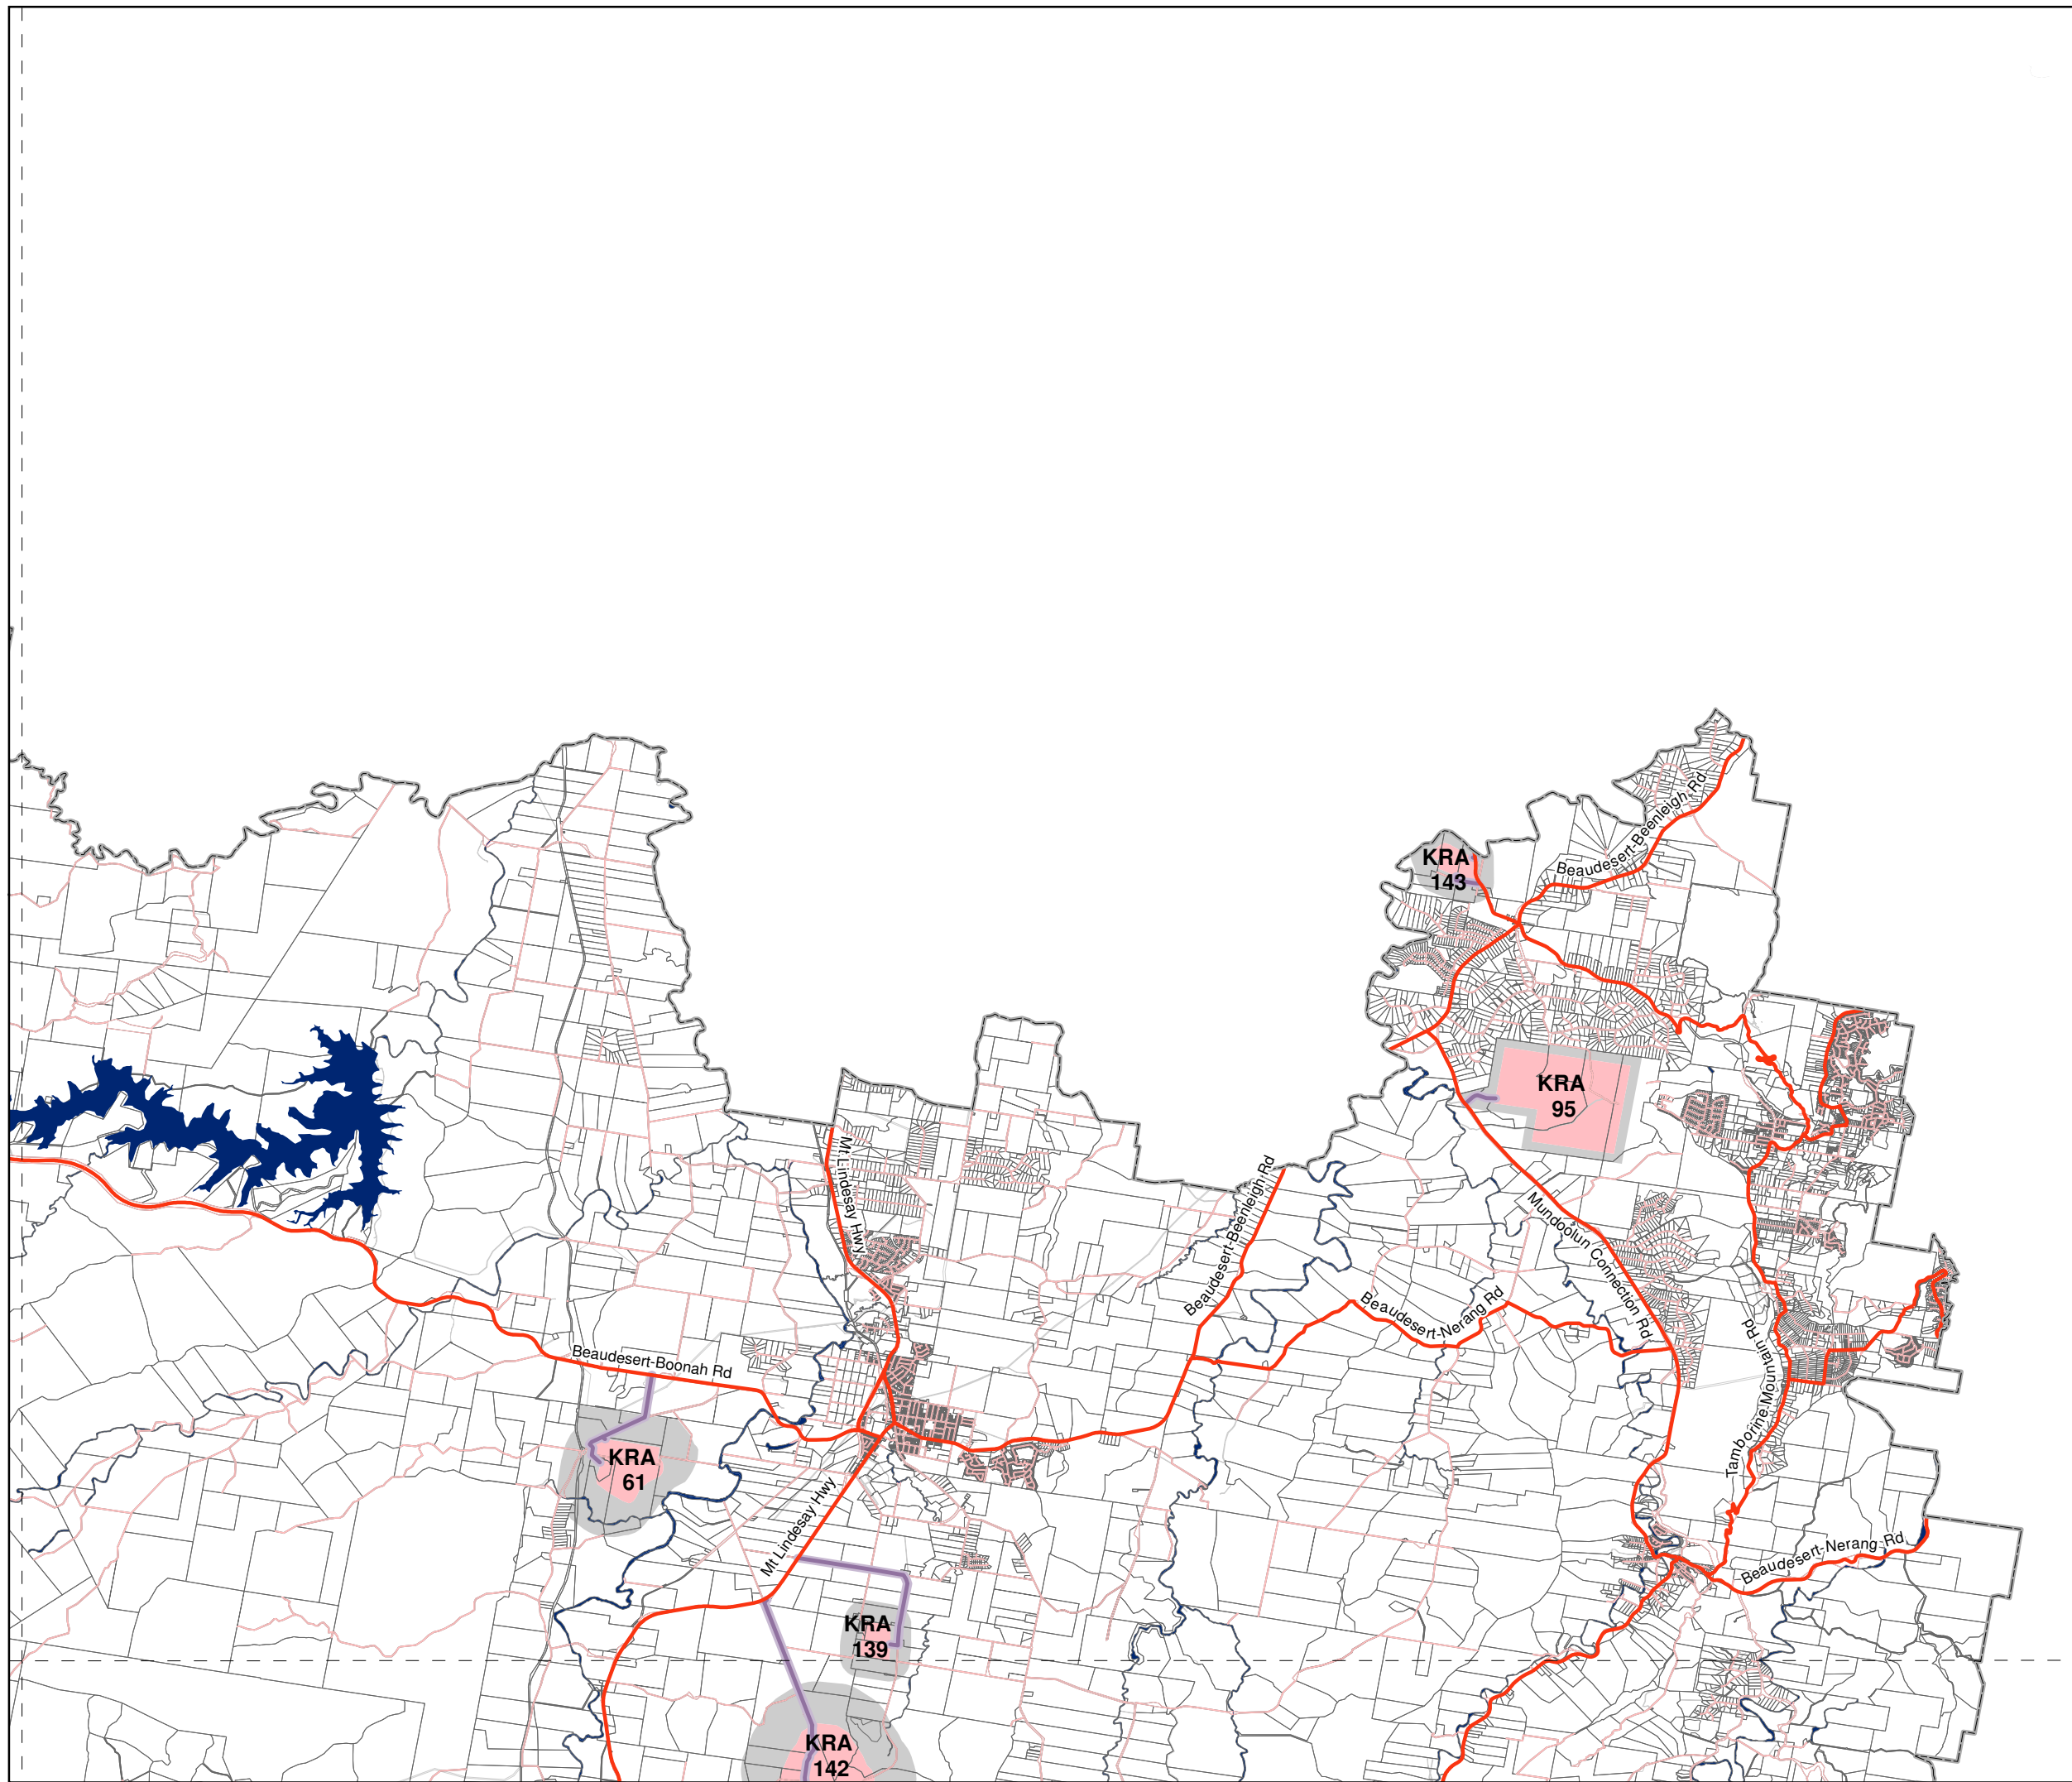 Beaudesert-Beenleigh-Rd
KRA
143
KRA
95
Mt Lindesay Hwy
Beaudesert-Beenleigh-Rd
Mundoolun Connection Rd
Beaudesert-Nerang Rd
Tamborine-Mountain Rd
Beaudesert-Boonah Rd
KRA
61
Mt Lindesay Hwy
Beaudesert-Nerang-Rd
KRA
139
KRA
142